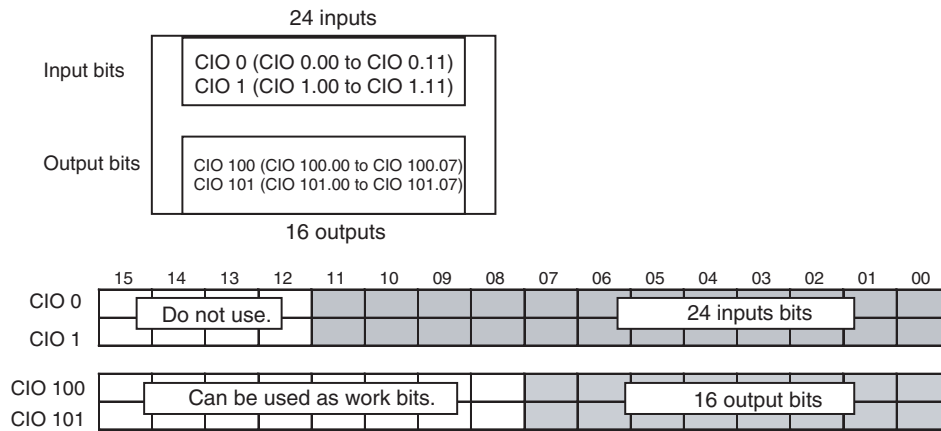 24 inputs
Input bits
CIO 0 (CIO 0.00 to CIO 0.11)
CIO 1 (CIO 1.00 to CIO 1.11)
Output bits
CIO 100 (CIO 100.00 to CIO 100.07)
CIO 101 (CIO 101.00 to CIO 101.07)
16 outputs
15 14 13 12 11 10 09 08 07 06 05 04 03 02 01 00
CIO 0
Do not use.
24 inputs bits
CIO 1
CIO 100
Can be used as work bits.
16 output bits
CIO 101